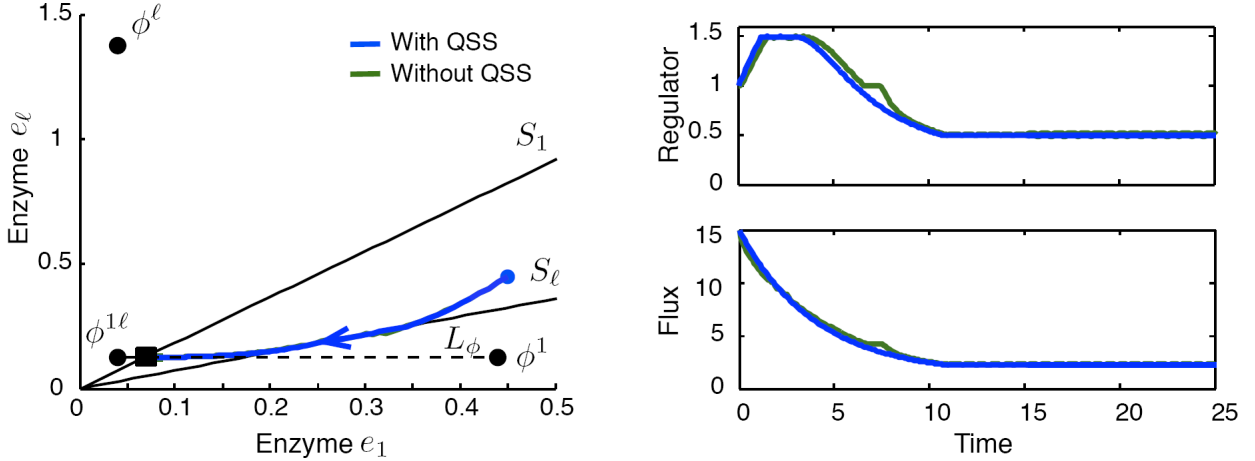 1.5
ϕ^ℓ
With QSS
Without QSS
1
S_1
Enzyme e_ℓ
0.5
S_ℓ
ϕ^{1ℓ}
L_ϕ
ϕ^1
0
0 0.1 0.2 0.3 0.4 0.5
Enzyme e_1
1.5
1
0.5
0
Regulator
15
10
5
0
Flux
0 5 10 15 20 25
Time